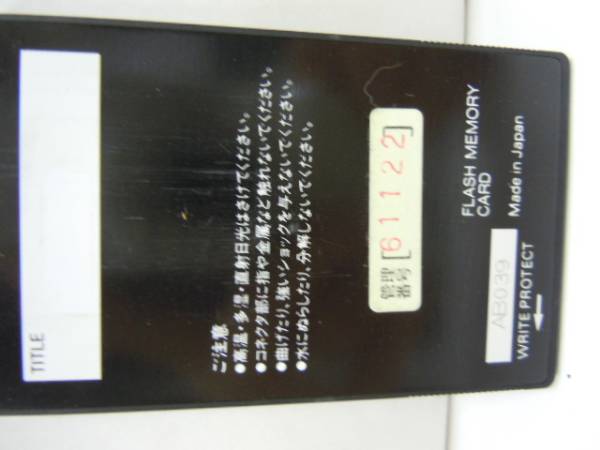 TITLE
ご注意
●高温・多湿・直射日光はさけてください。
●コネクタ部に指や金属など触れないでください。
●曲げたり、強いショックを与えないでください。
●水にぬらしたり、分解しないでください。
管理番号 [61122]
FLASH MEMORY
CARD
Made in Japan
AB039
WRITE PROTECT